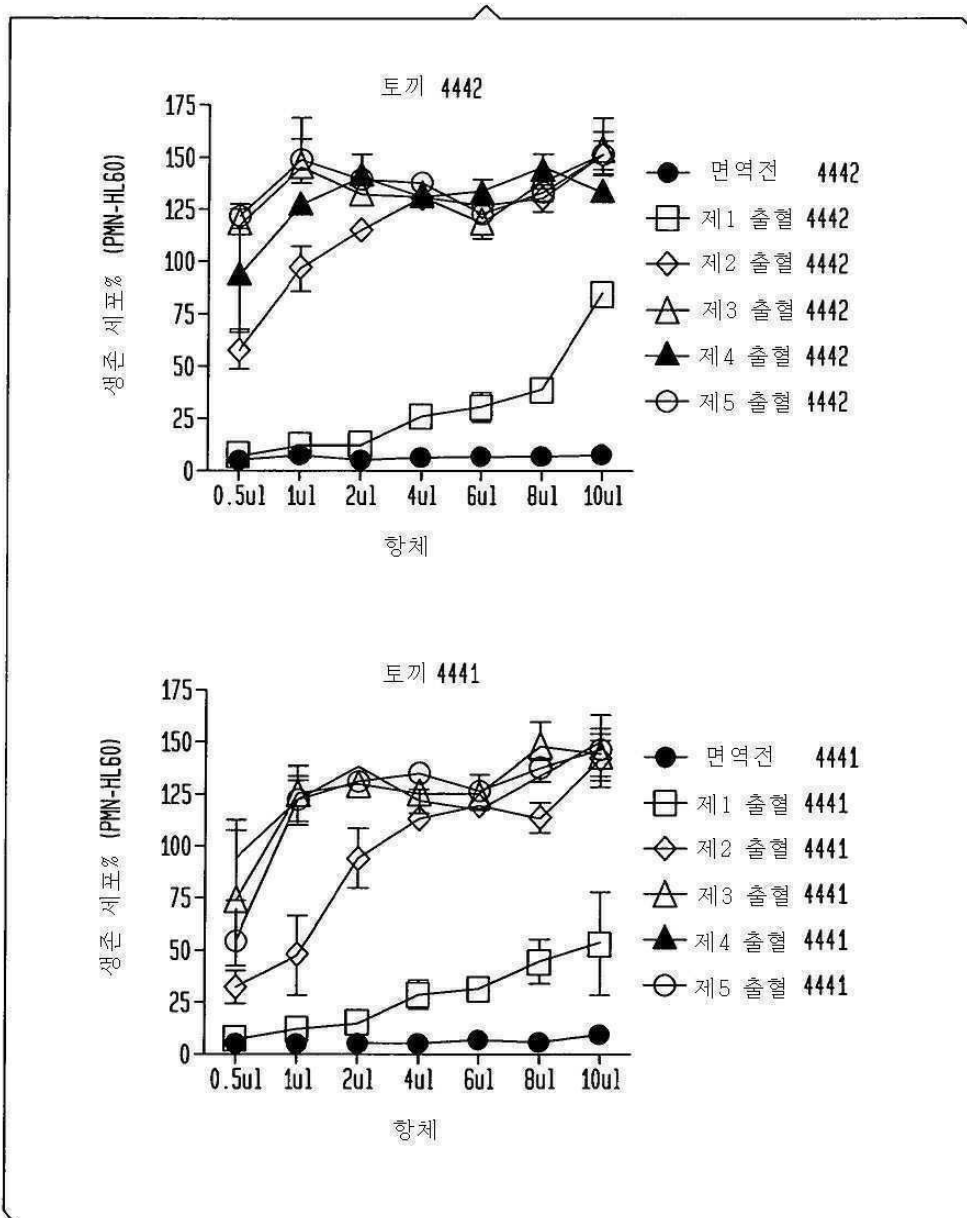 토끼 4442
생존 세포% (PMN-HL60)
175
150
125
100
75
50
25
0
0.5ul 1ul 2ul 4ul 6ul 8ul 10ul
항체
면역전 4442
제1 출혈 4442
제2 출혈 4442
제3 출혈 4442
제4 출혈 4442
제5 출혈 4442
토끼 4441
생존 세포% (PMN-HL60)
175
150
125
100
75
50
25
0
0.5ul 1ul 2ul 4ul 6ul 8ul 10ul
항체
면역전 4441
제1 출혈 4441
제2 출혈 4441
제3 출혈 4441
제4 출혈 4441
제5 출혈 4441